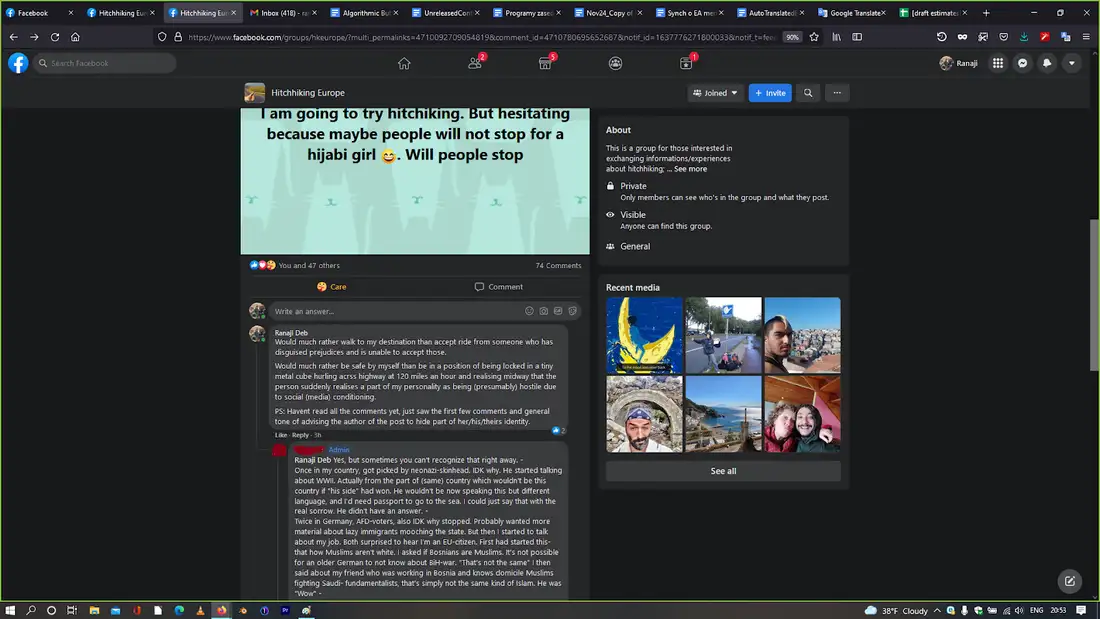 Facebook
Hitchhiking Eur
Hitchhiking Eur
Inbox (418) - ra
Algorithmic Bu
UnreleasedCon
Programy zasa
Nov24_Copy of
Synch o EA me
AutoTranslated
Google Translate
[draft estimate
https://www.facebook.com/groups/hkeurope/?multi_permalinks=4710092709054819&comment_id=4710780695652687&notif_id=1637776271800033&notif_t=fee
90%
Search Facebook
2
5
1
Ranaji
Hitchhiking Europe
Joined
+ Invite
I am going to try hitchiking. But hesitating
because maybe people will not stop for a
hijabi girl 😅. Will people stop
You and 47 others
74 Comments
Care
Comment
Write an answer...
Ranaji Deb
Would much rather walk to my destination than accept ride from someone who has
disguised prejudices and is unable to accept those.
Would much rather be safe by myself than be in a position of being locked in a tiny
metal cube hurling acrss highway at 120 miles an hour and realising midway that the
person suddenly realises a part of my personality as being (presumably) hostile due
to social (media) conditioning.
PS: Havent read all the comments yet, just saw the first few comments and general
tone of advising the author of the post to hide part of her/his/theirs identity.
2
Like · Reply · 3h
Admin
Ranaji Deb Yes, but sometimes you can't recognize that right away. -
Once in my country, got picked by neonazi-skinhead. IDK why. He started talking
about WWII. Actually from the part of (same) country which wouldn't be this
country if "his side" had won. He wouldn't be now speaking this but different
language, and I'd need passport to go to the sea. I could just say that with the
real sorrow. He didn't have an answer. -
Twice in Germany, AFD-voters, also IDK why stopped. Probably wanted more
material about lazy immigrants mooching the state. But then I started to talk
about my job. Both surprised to hear I'm an EU-citizen. First had started this-
that how Muslims aren't white. I asked if Bosnians are Muslims. It's not possible
for an older German to not know about BiH-war. "That's not the same" I then
said about my friend who was working in Bosnia and knows domicile Muslims
fighting Saudi- fundamentalists, that's simply not the same kind of Islam. He was
"Wow" -
About
This is a group for those interested in
exchanging informations/experiences
about hitchhiking; ... See more
Private
Only members can see who's in the group and what they post.
Visible
Anyone can find this group.
General
Recent media
See all
38°F Cloudy
ENG
20:53